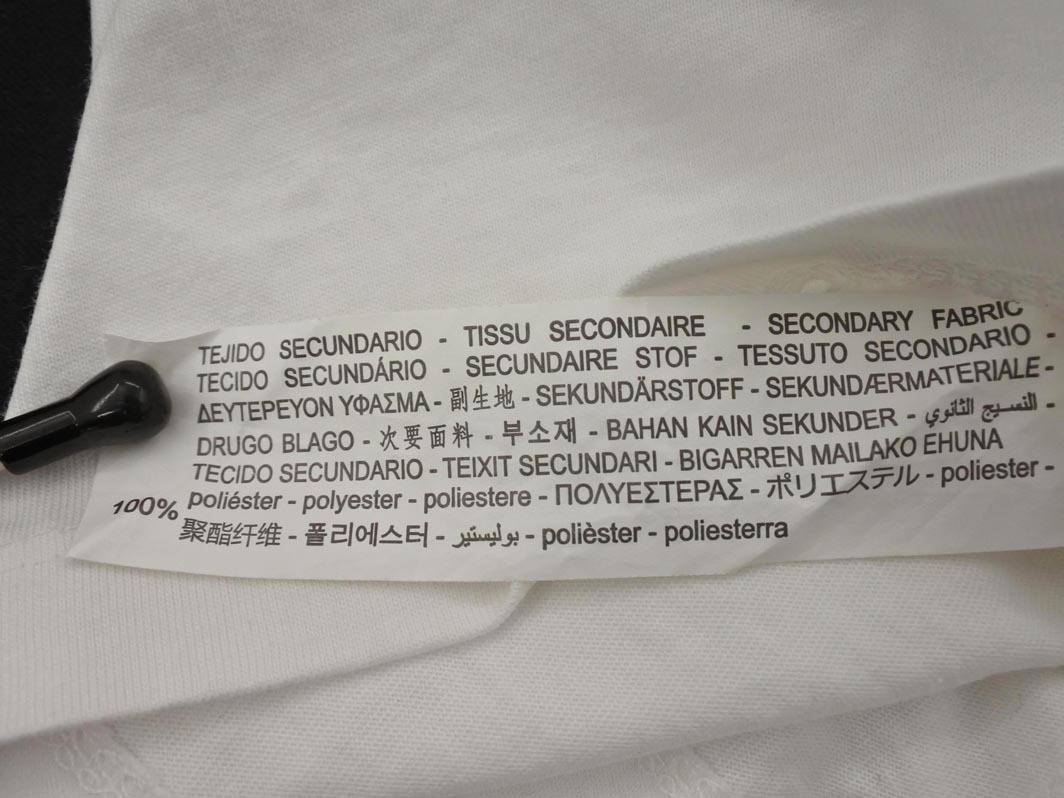 TEJIDO SECUNDARIO - TISSU SECONDAIRE - SECONDARY FABRIC
TECIDO SECUNDÁRIO - SECUNDAIRE STOF - TESSUTO SECONDARIO -
ΔΕΥΤΕΡΕΥΟΝ ΥΦΑΣΜΑ - 副生地 - SEKUNDÄRSTOFF - SEKUNDÆRMATERIALE -
DRUGO BLAGO - 次要面料 - 부소재 - BAHAN KAIN SEKUNDER - النسيج الثانوي -
TECIDO SECUNDARIO - TEIXIT SECUNDARI - BIGARREN MAILAKO EHUNA
100% poliéster - polyester - poliestere - ΠΟΛΥΕΣΤΕΡΑΣ - ポリエステル - poliester -
聚酯纤维 - 폴리에스터 - بوليستير - polièster - poliesterra